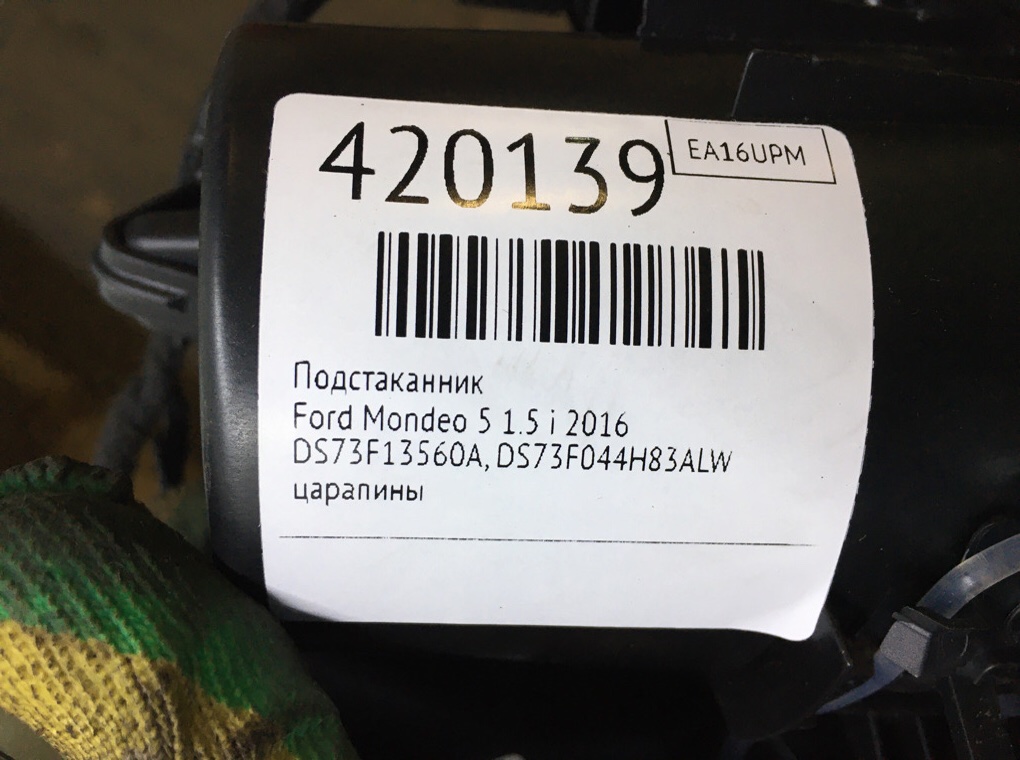 420139
EA16UPM
Подстаканник
Ford Mondeo 5 1.5 i 2016
DS73F13560A, DS73F044H83ALW
царапины